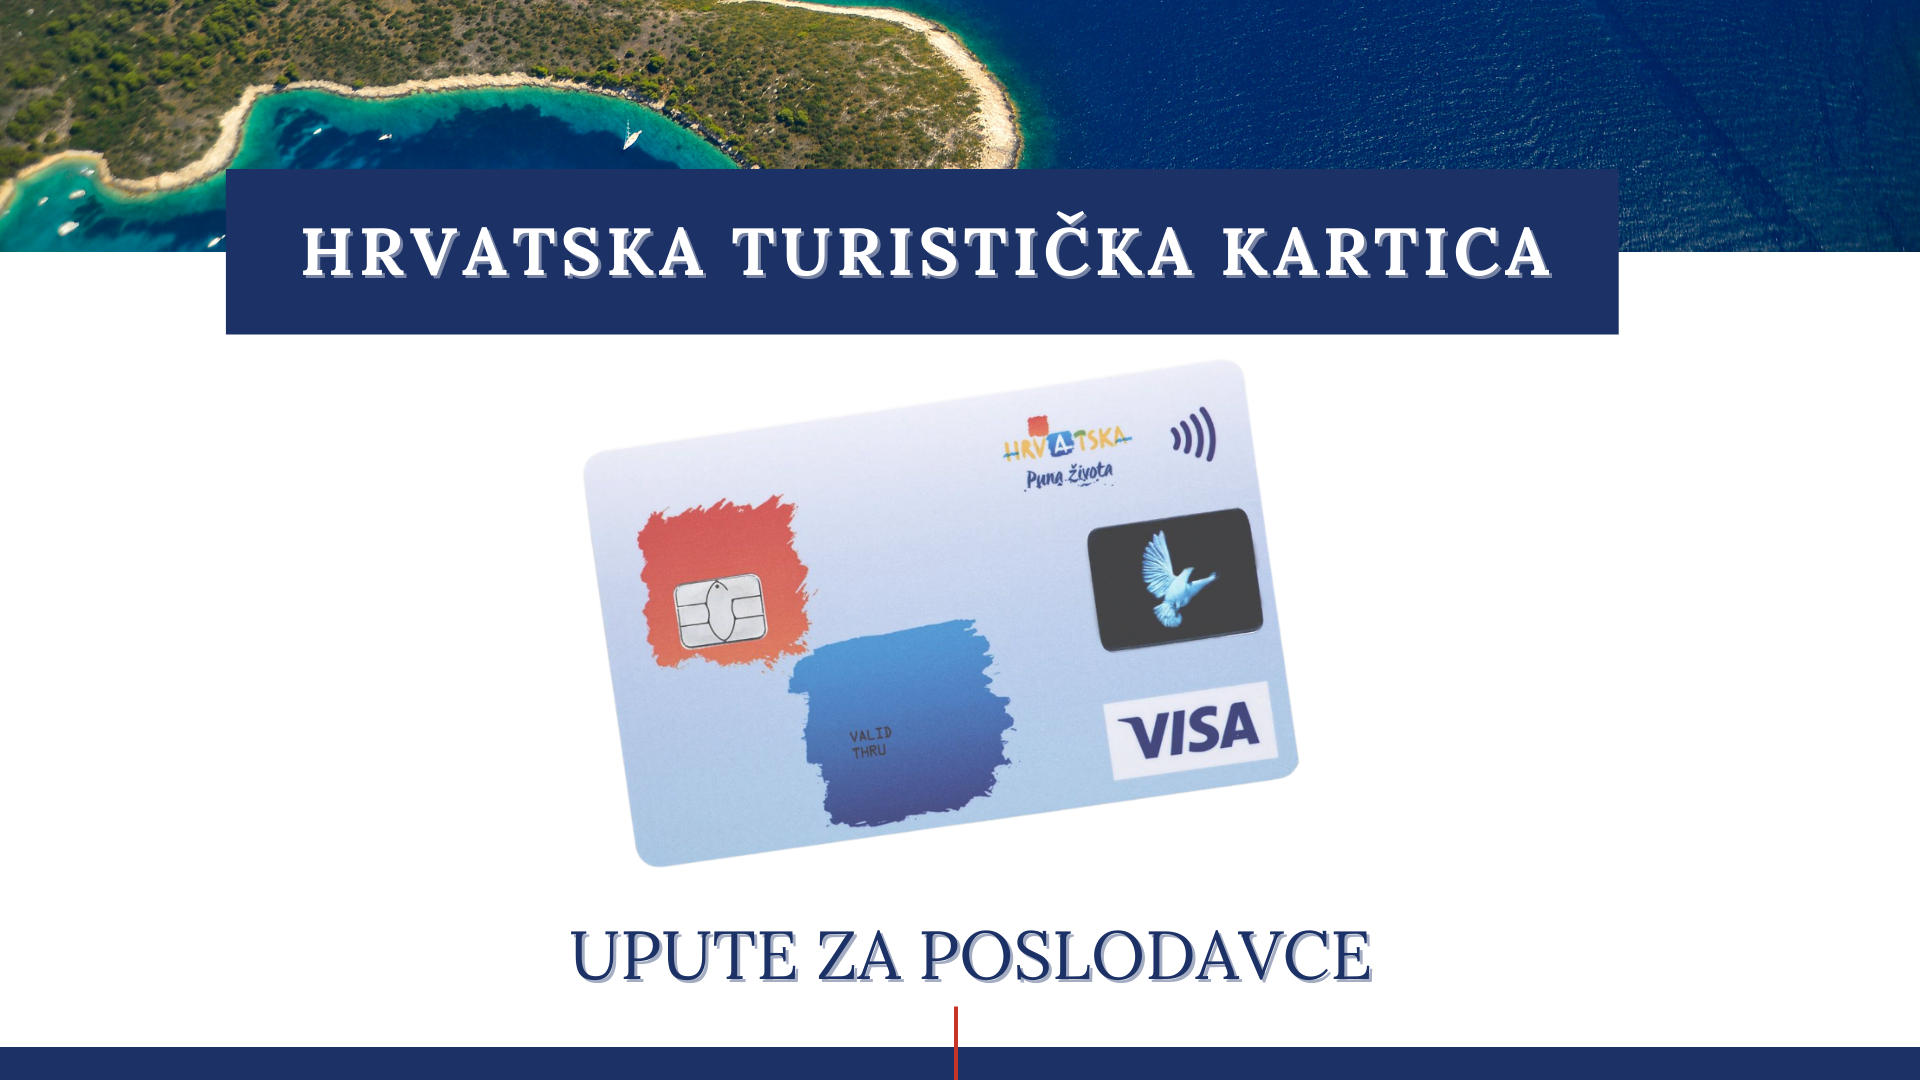 HRVATSKA TURISTIČKA KARTICA
HRVATSKA
Puna života
VALID
THRU
VISA
UPUTE ZA POSLODAVCE